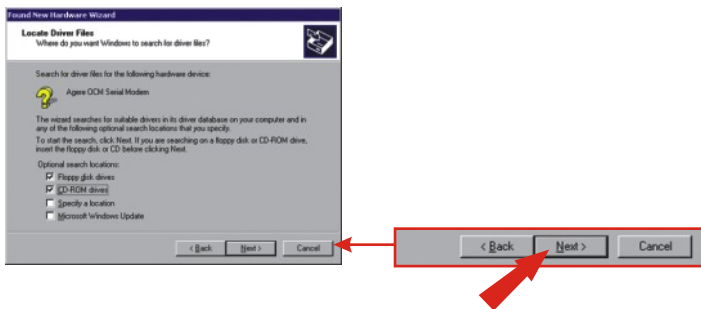 Found New Hardware Wizard
Locate Driver Files
Where do you want Windows to search for driver files?
Search for driver files for the following hardware device:
Agere OCM Serial Modem
The wizard searches for suitable drivers in its driver database on your computer and in
any of the following optional search locations that you specify.
To start the search, click Next. If you are searching on a floppy disk or CD-ROM drive,
insert the floppy disk or CD before clicking Next.
Optional search locations:
Floppy disk drives
CD-ROM drives
Specify a location
Microsoft Windows Update
< Back Next > Cancel
< Back Next > Cancel